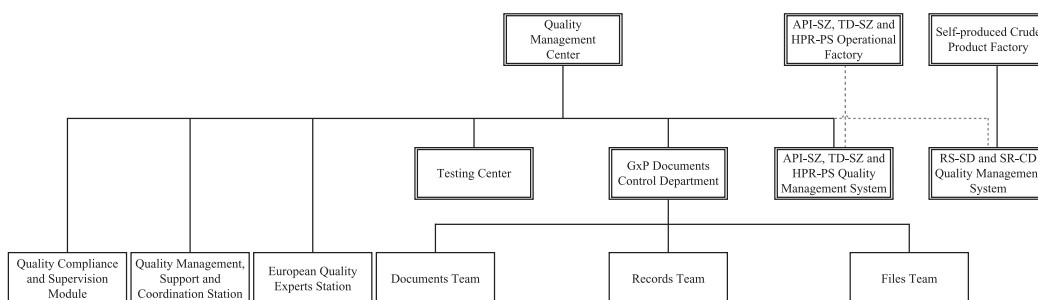 Quality
Management
Center
API-SZ, TD-SZ and
HPR-PS Operational
Factory
Self-produced Crude
Product Factory
Testing Center
GxP Documents
Control Department
API-SZ, TD-SZ and
HPR-PS Quality
Management System
RS-SD and SR-CD
Quality Management
System
Quality Compliance
and Supervision
Module
Quality Management,
Support and
Coordination Station
European Quality
Experts Station
Documents Team
Records Team
Files Team